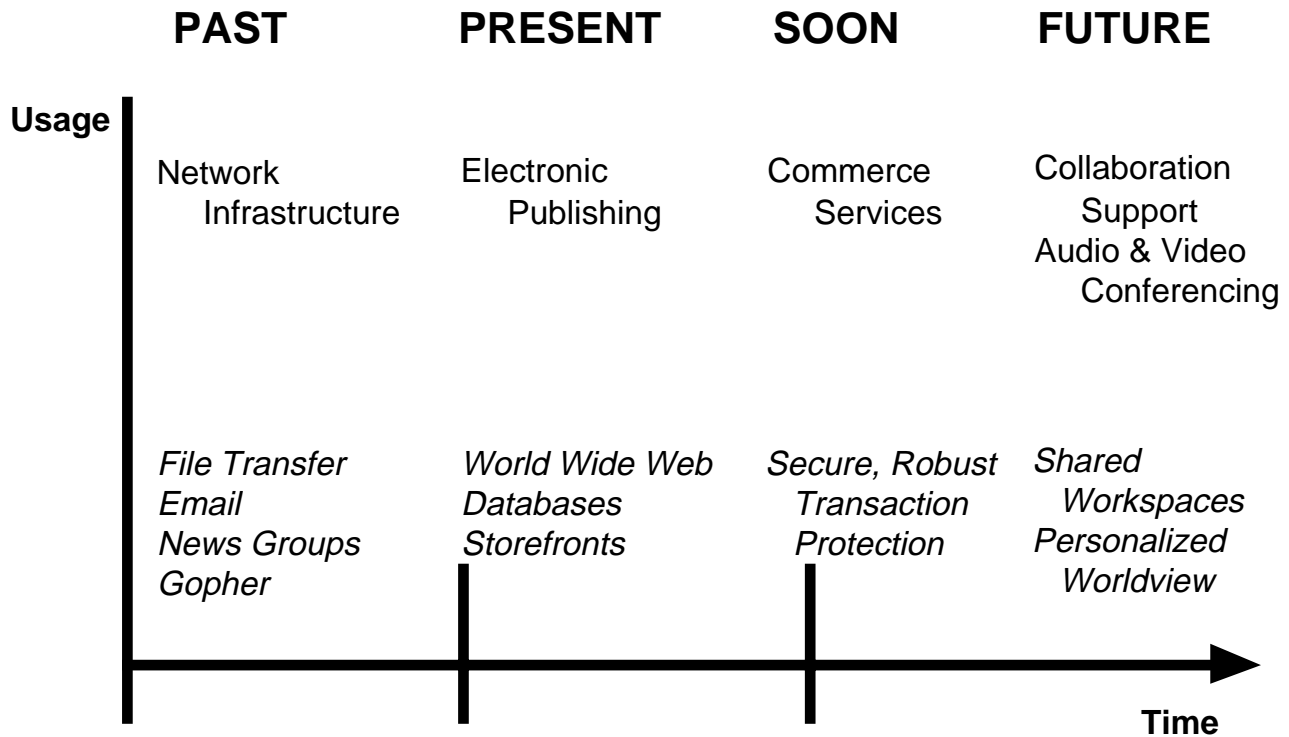 PAST PRESENT SOON FUTURE
Usage
Network
Infrastructure
Electronic
Publishing
Commerce
Services
Collaboration
Support
Audio & Video
Conferencing
File Transfer
Email
News Groups
Gopher
World Wide Web
Databases
Storefronts
Secure, Robust
Transaction
Protection
Shared
Workspaces
Personalized
Worldview
Time